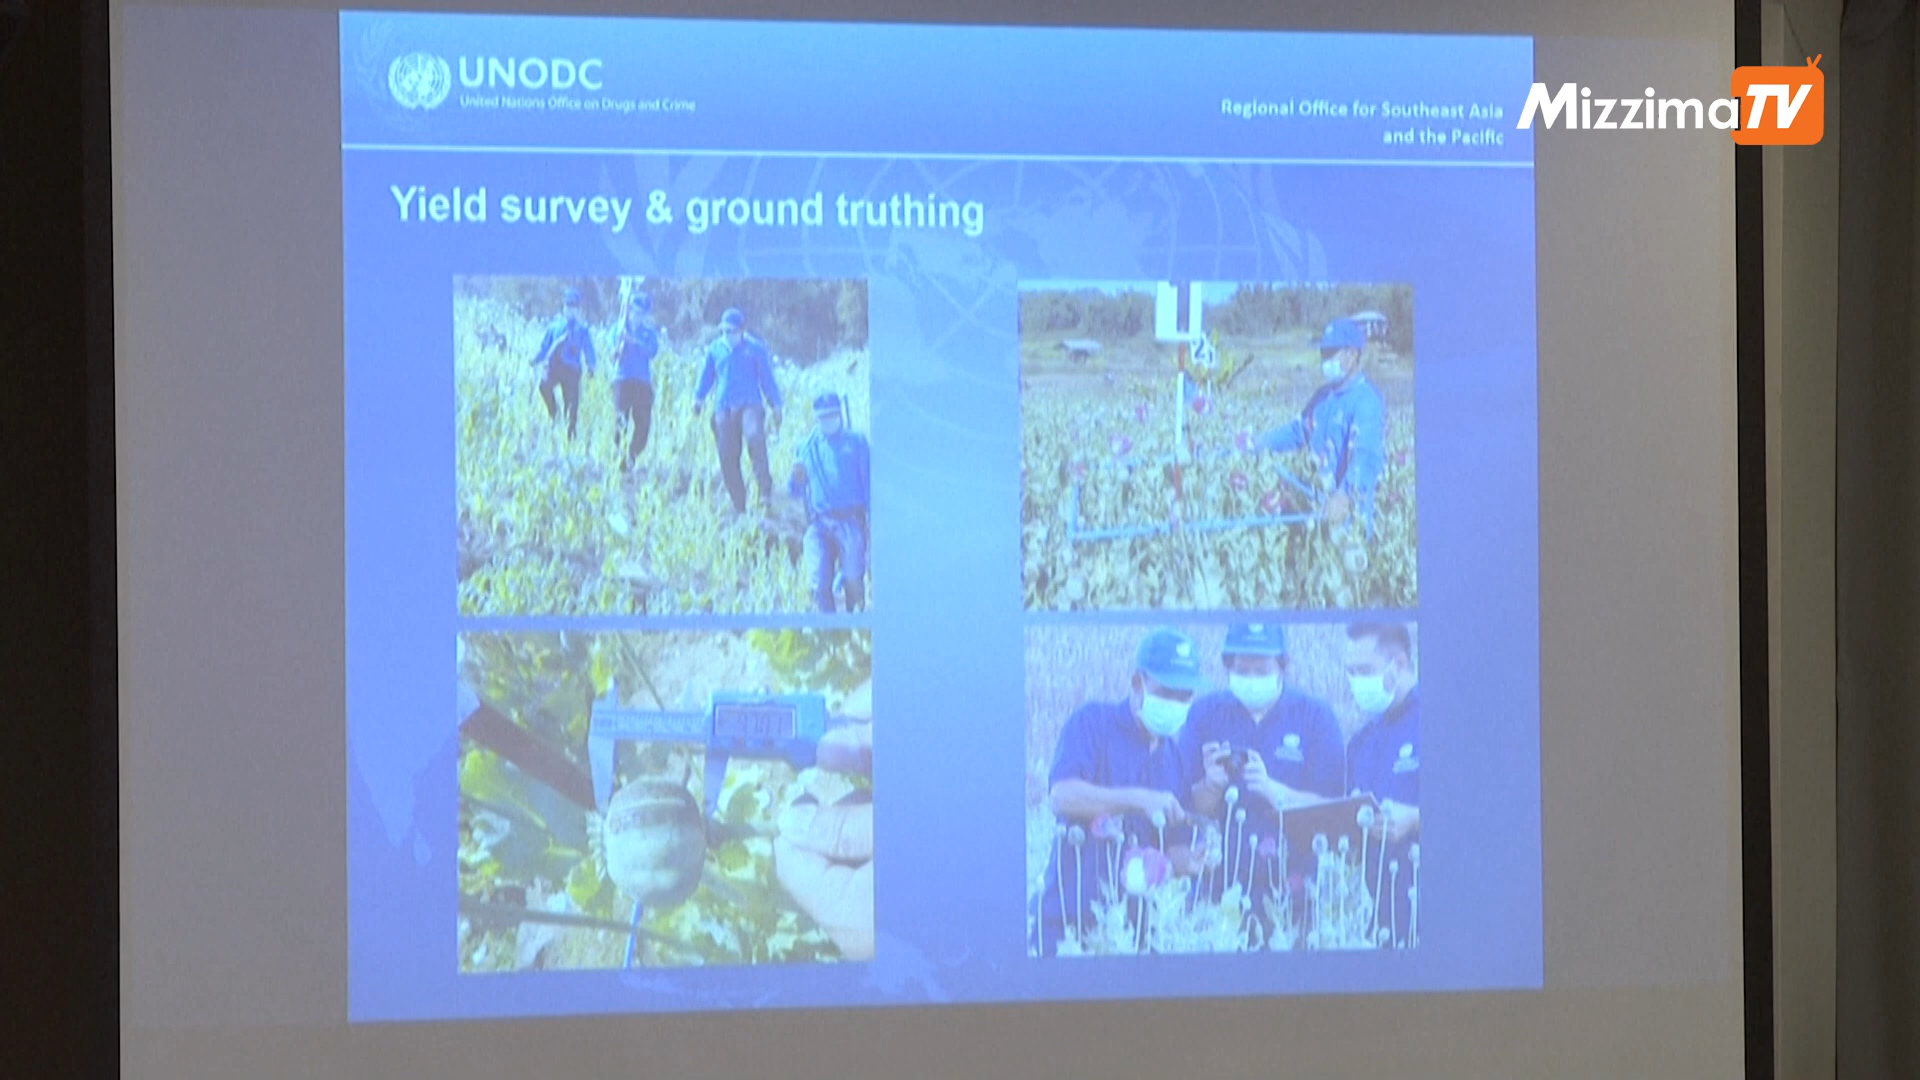 UNODC
United Nations Office on Drugs and Crime
Regional Office for Southeast Asia
and the Pacific
MizzimaTV
Yield survey & ground truthing
2